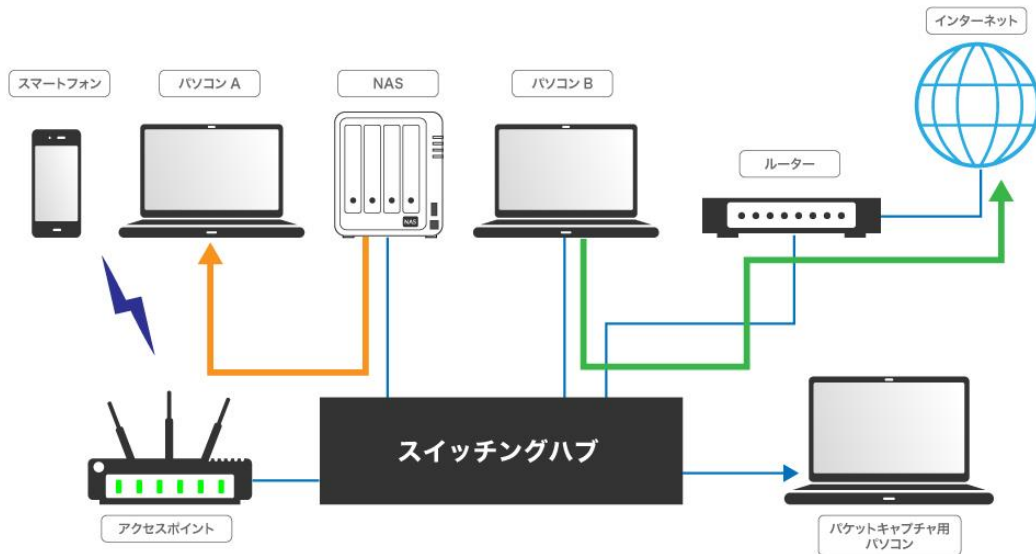 インターネット
スマートフォン
パソコン A
NAS
パソコン B
ルーター
NAS
スイッチングハブ
アクセスポイント
パケットキャプチャ用
パソコン